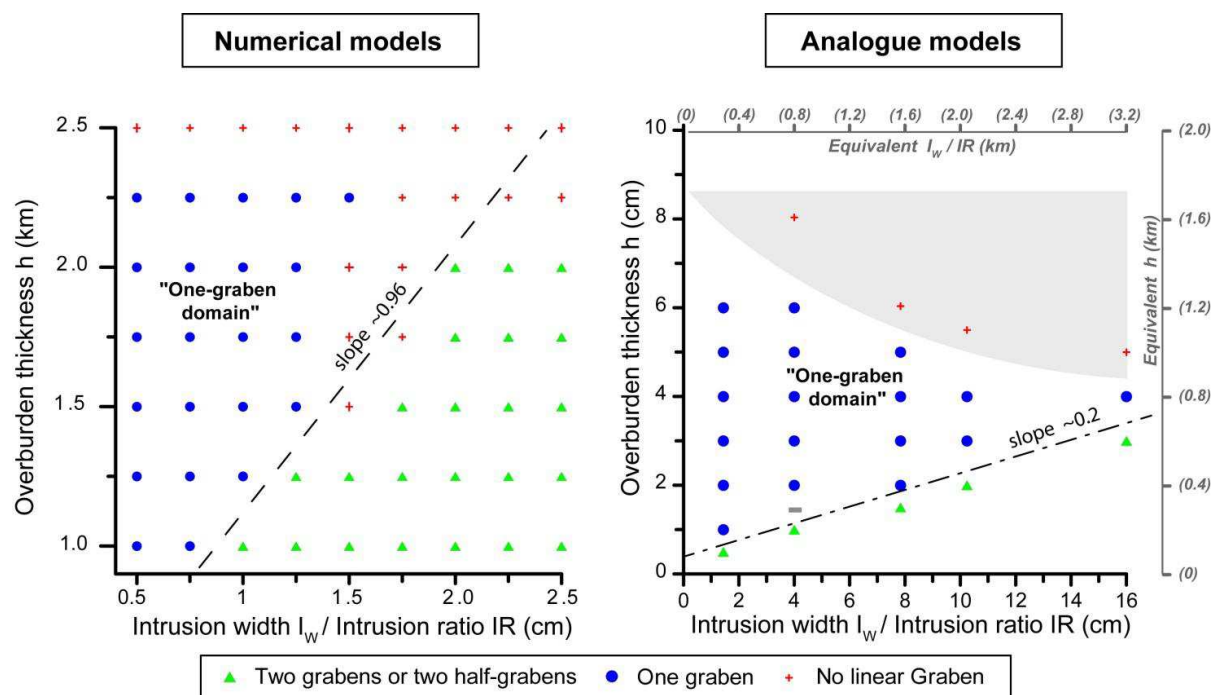 Numerical models
Analogue models
Overburden thickness h (km)
2.5
2.0
1.5
1.0
"One-graben
domain"
slope ~0.96
0.5
1
1.5
2.0
2.5
Intrusion width Iw / Intrusion ratio IR (cm)
(0)
(0.4)
(0.8)
(1.2)
(1.6)
(2.0)
(2.4)
(2.8)
(3.2)
Equivalent Iw / IR (km)
Overburden thickness h (cm)
10
8
6
4
2
0
"One-graben
domain"
slope ~0.2
(2.0)
(1.6)
(1.2)
(0.8)
(0.4)
(0)
Equivalent h (km)
0
2
4
6
8
10
12
14
16
Intrusion width Iw / Intrusion ratio IR (cm)
Two grabens or two half-grabens
One graben
No linear Graben